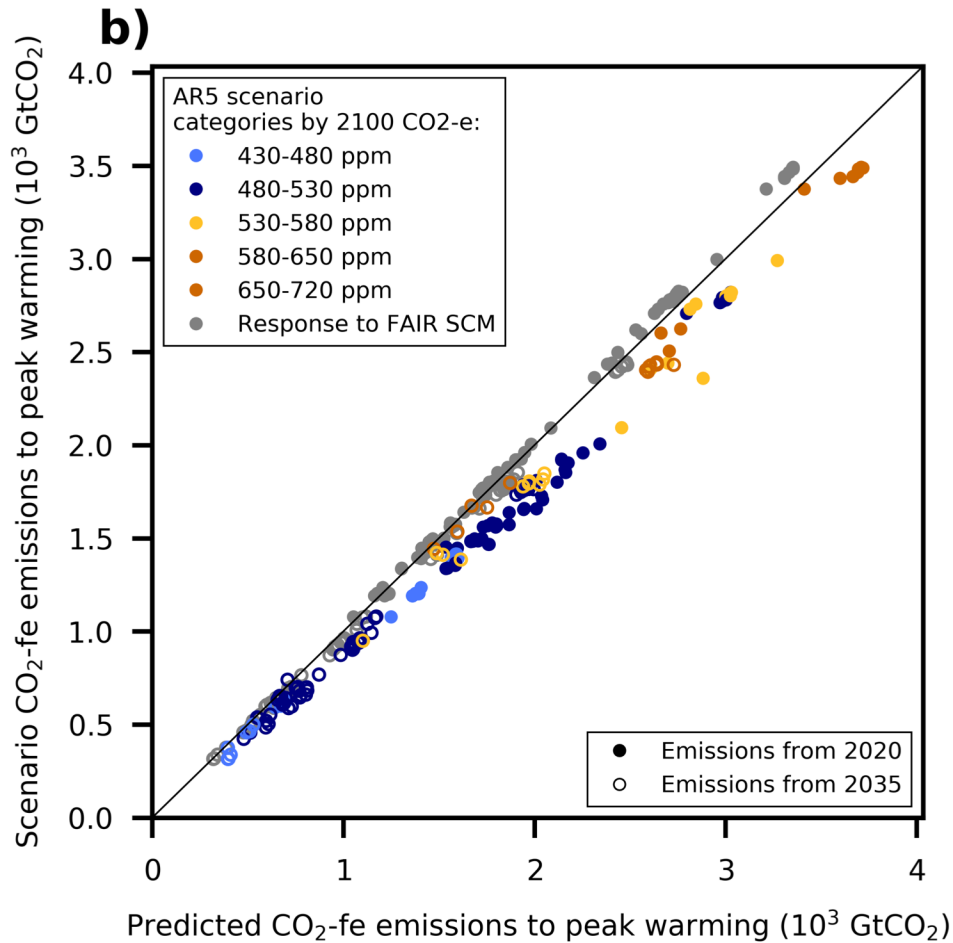 b)
Scenario CO₂-fe emissions to peak warming (10³ GtCO₂)
4.0
3.5
3.0
2.5
2.0
1.5
1.0
0.5
0.0
AR5 scenario
categories by 2100 CO2-e:
430-480 ppm
480-530 ppm
530-580 ppm
580-650 ppm
650-720 ppm
Response to FAIR SCM
Emissions from 2020
Emissions from 2035
0 1 2 3 4
Predicted CO₂-fe emissions to peak warming (10³ GtCO₂)